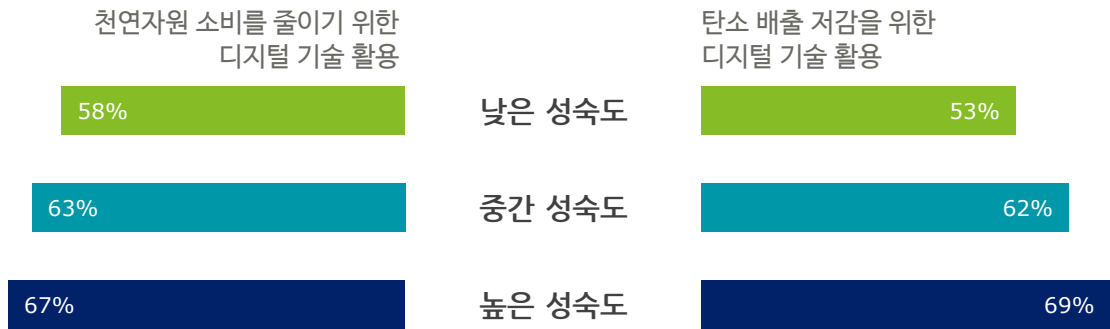 천연자원 소비를 줄이기 위한
디지털 기술 활용
탄소 배출 저감을 위한
디지털 기술 활용
58%
낮은 성숙도
53%
63%
중간 성숙도
62%
67%
높은 성숙도
69%